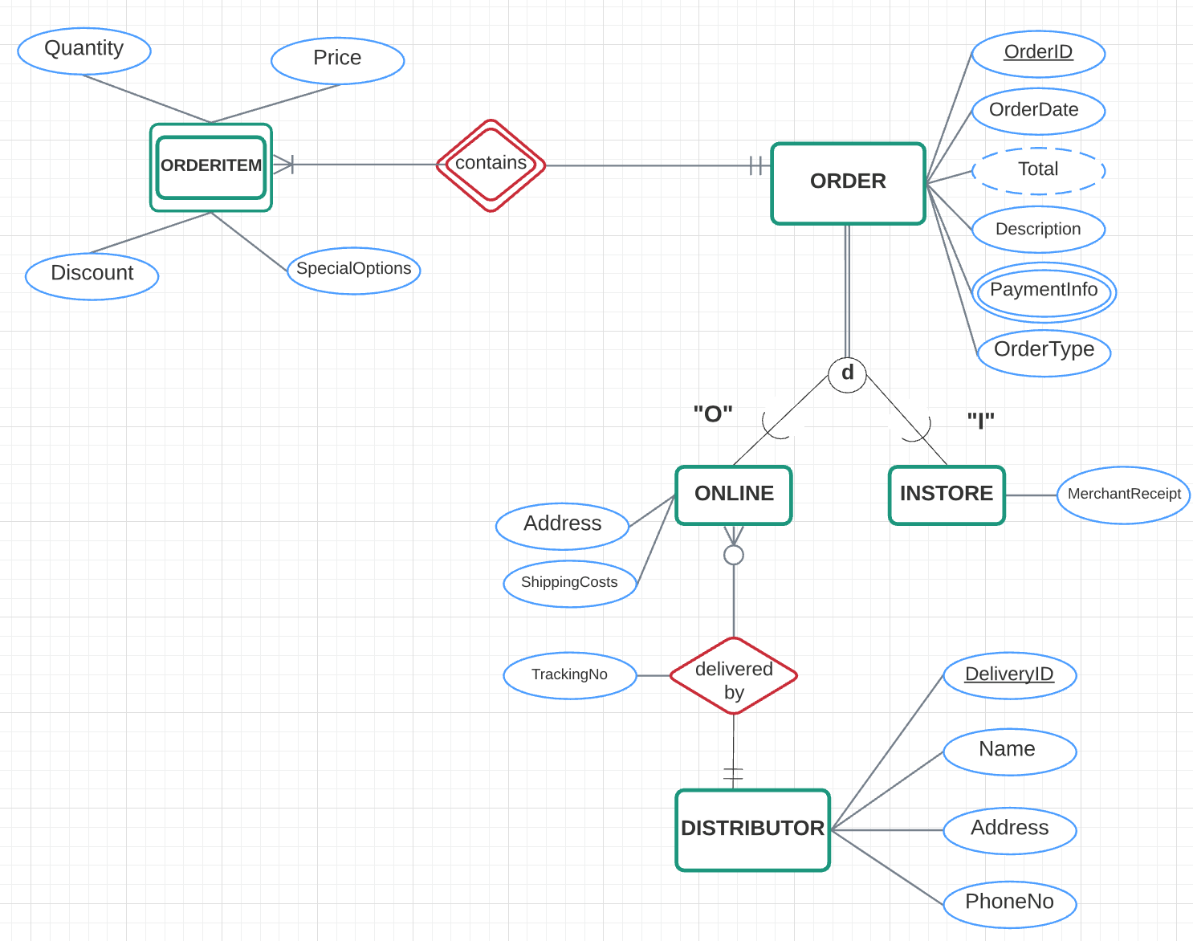 Quantity
Price
OrderID
OrderDate
ORDERITEM
contains
ORDER
Total
Description
Discount
SpecialOptions
PaymentInfo
OrderType
d
"O"
"I"
ONLINE
INSTORE
MerchantReceipt
Address
ShippingCosts
TrackingNo
delivered
by
DeliveryID
Name
DISTRIBUTOR
Address
PhoneNo